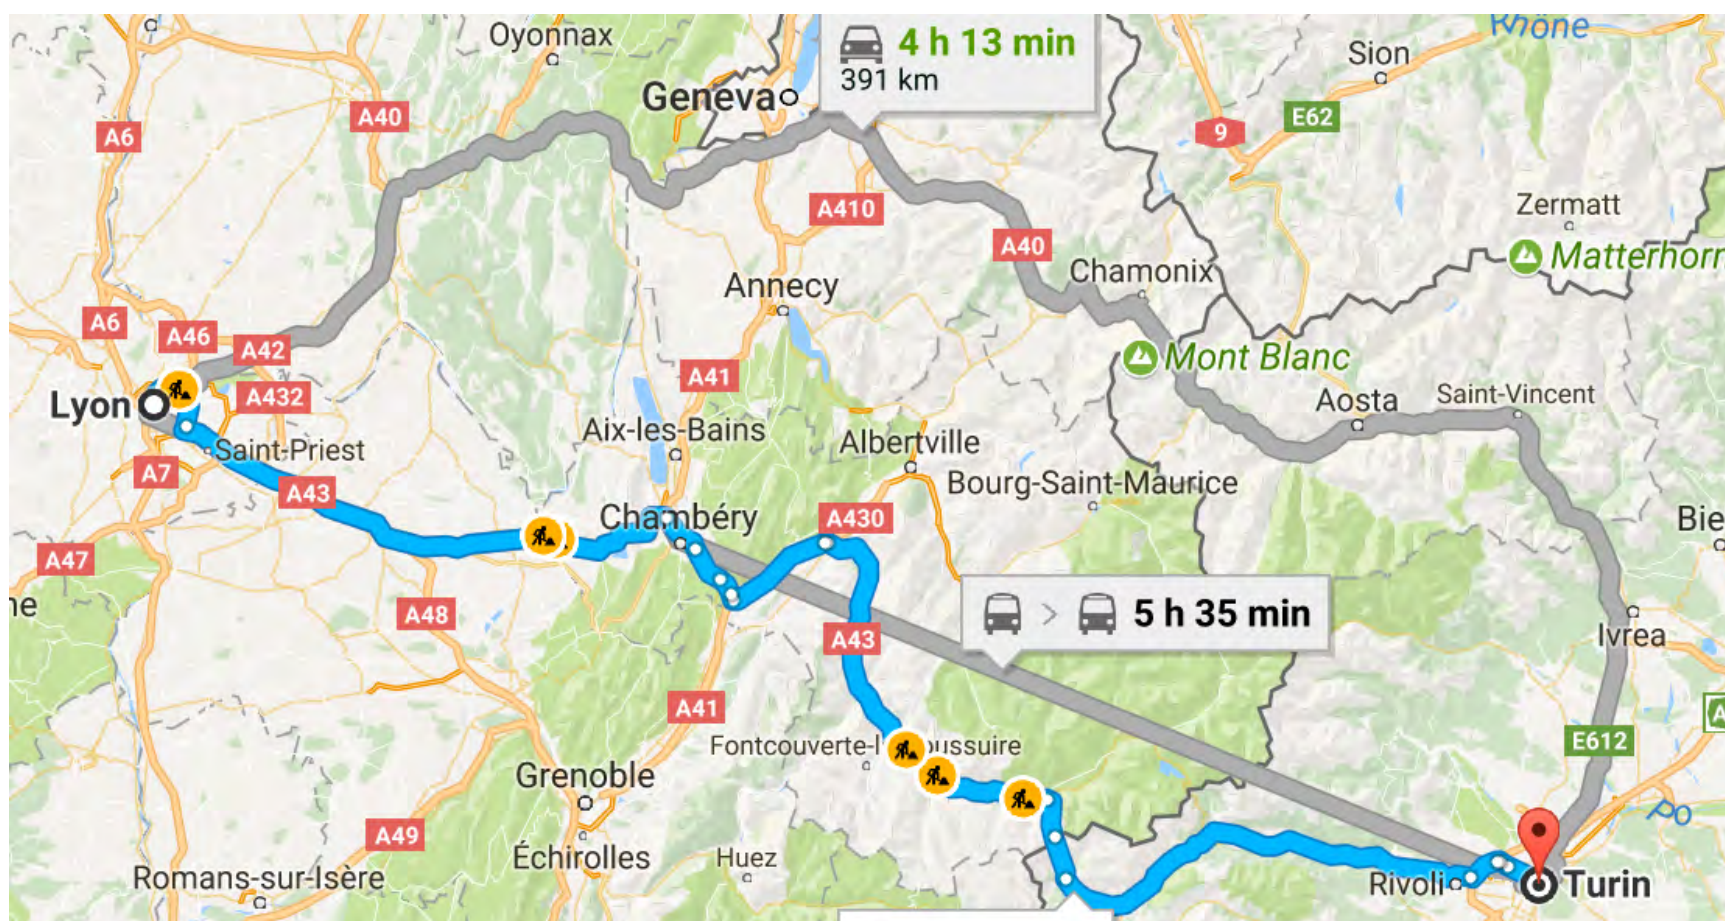 Oyonnax
4 h 13 min
391 km
Rhône
Sion
Geneva
A40
A6
E62
9
Zermatt
A410
A40
Matterhorn
Chamonix
Annecy
A6
A46
A42
Mont Blanc
A41
A432
Lyon
Aosta
Saint-Vincent
Saint-Priest
Aix-les-Bains
Albertville
A7
A43
Bourg-Saint-Maurice
Chambéry
A430
Bie
A47
ne
A48
5 h 35 min
A43
Ivrea
A41
A
Fontcouverte-l
oussuire
E612
Grenoble
Po
A49
Échirolles
Huez
Romans-sur-Isère
Rivoli
Turin